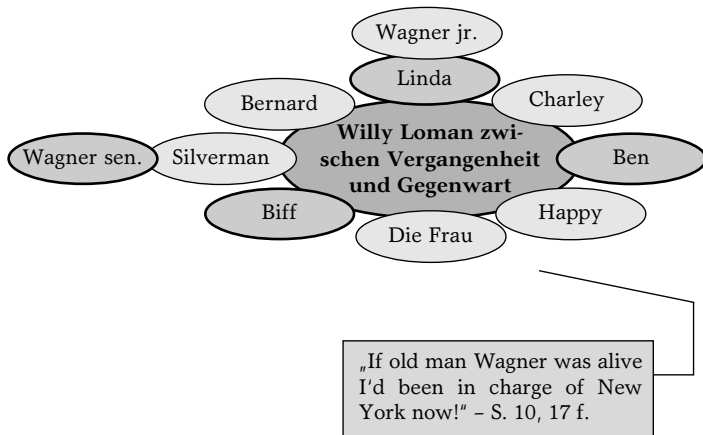 Wagner jr.
Linda
Bernard
Charley
Willy Loman zwi-
schen Vergangenheit
und Gegenwart
Wagner sen.
Silverman
Ben
Biff
Happy
Die Frau
„If old man Wagner was alive
I'd been in charge of New
York now!“ – S. 10, 17 f.